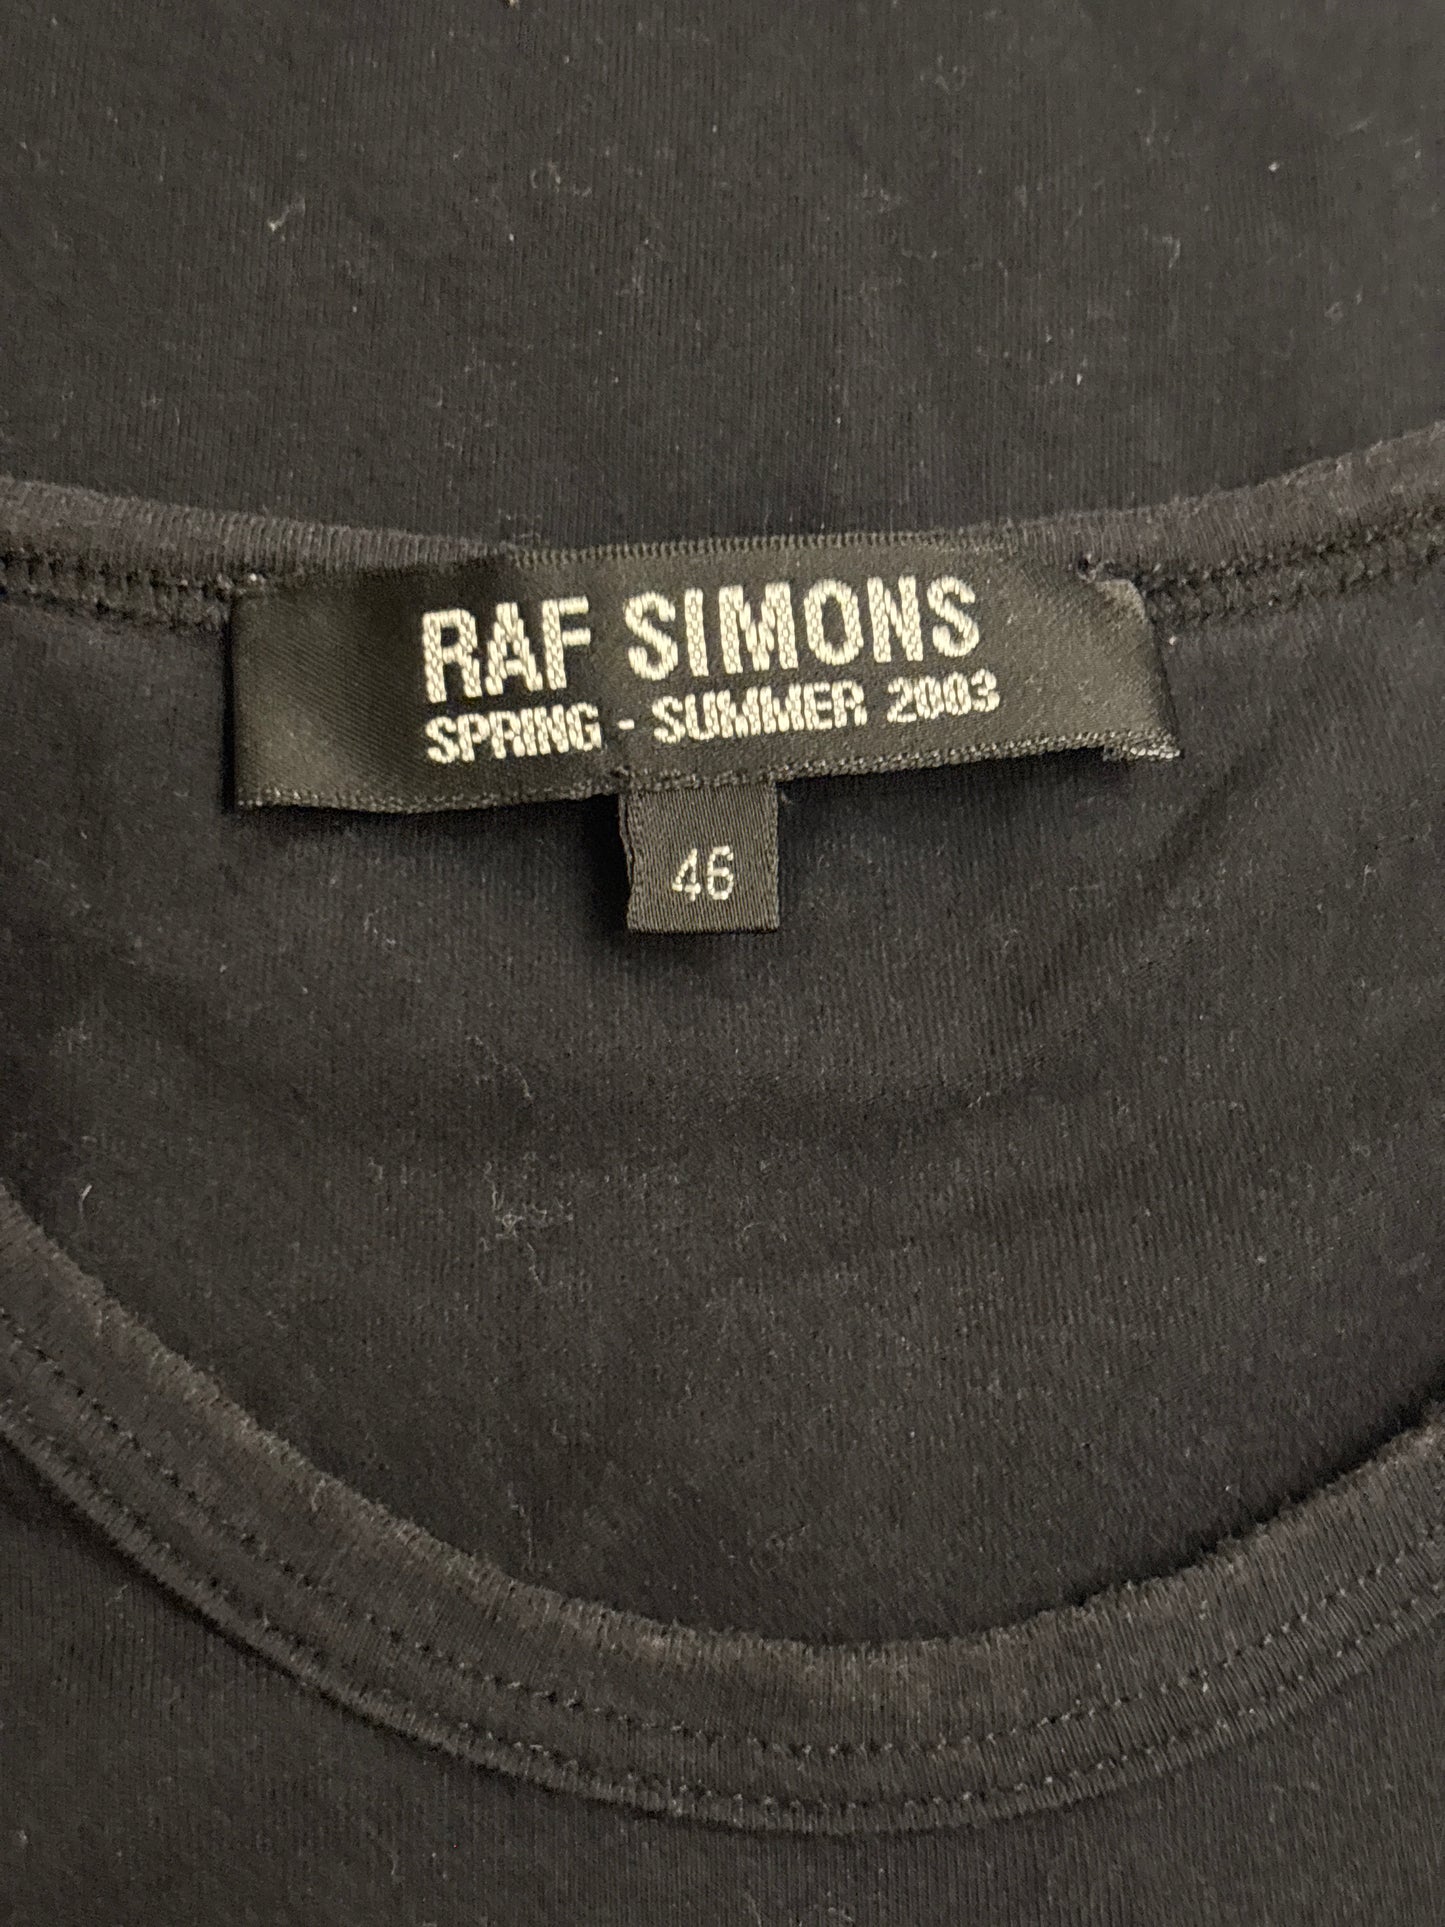 RAF SIMONS
SPRING - SUMMER 2003
46